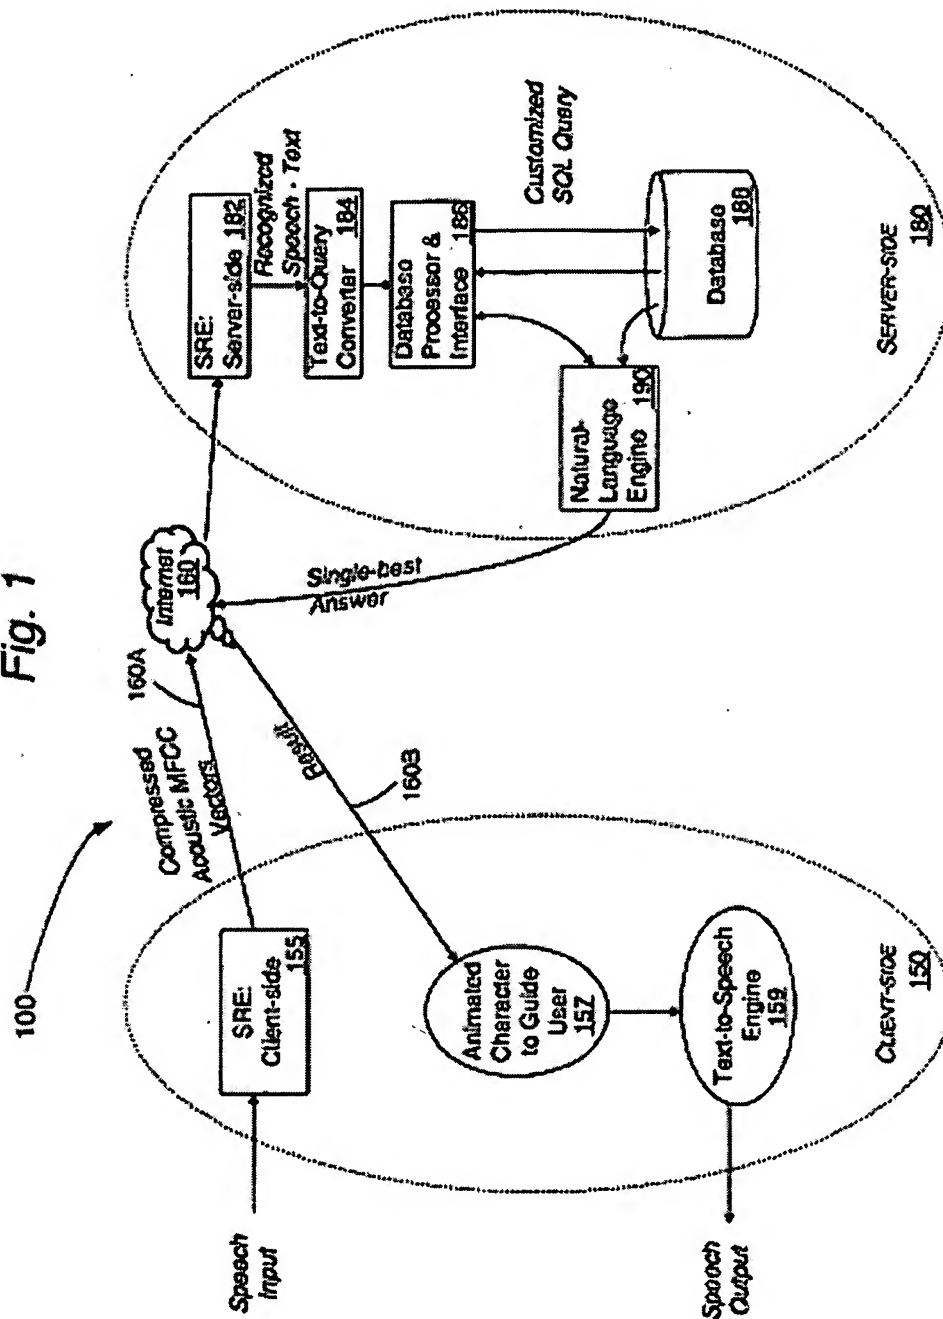 Fig. 1
100
Compressed
Acoustic MFCC
Vectors
160A
Internet
160
Result
160B
Single-best
Answer
Speech
Input
SRE:
Client-side
155
Animated
Character
to Guide
User
157
Text-to-Speech
Engine
159
Speech
Output
CLIENT-SIDE
150
SRE:
Server-side 182
Recognized
Speech - Text
Text-to-Query
Converter 184
Database
Processor &
Interface 186
Customized
SQL Query
Natural-
Language
Engine 190
Database
188
SERVER-SIDE
180